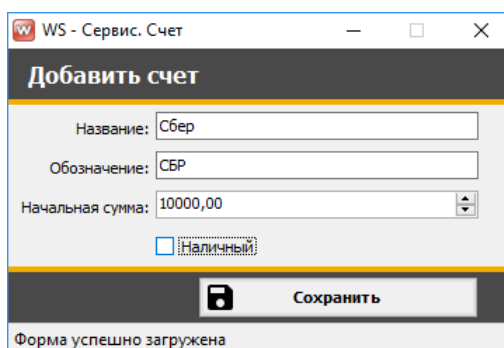 WS - Сервис. Счет
Добавить счет
Название: Сбер
Обозначение: СБР
Начальная сумма: 10000,00
Наличный
Сохранить
Форма успешно загружена